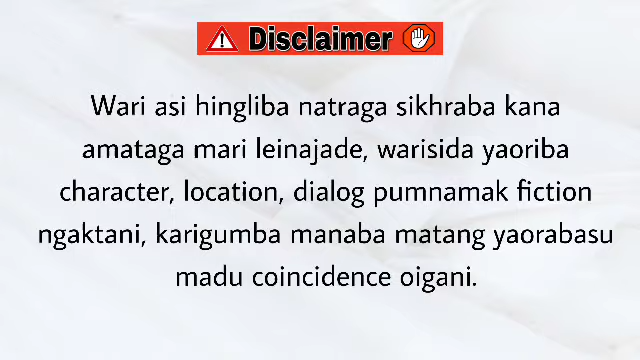 Disclaimer
Wari asi hingliba natraga sikhraba kana
amataga mari leinajade, warisida yaoriba
character, location, dialog pumnamak fiction
ngaktani, karigumba manaba matang yaorabasu
madu coincidence oigani.